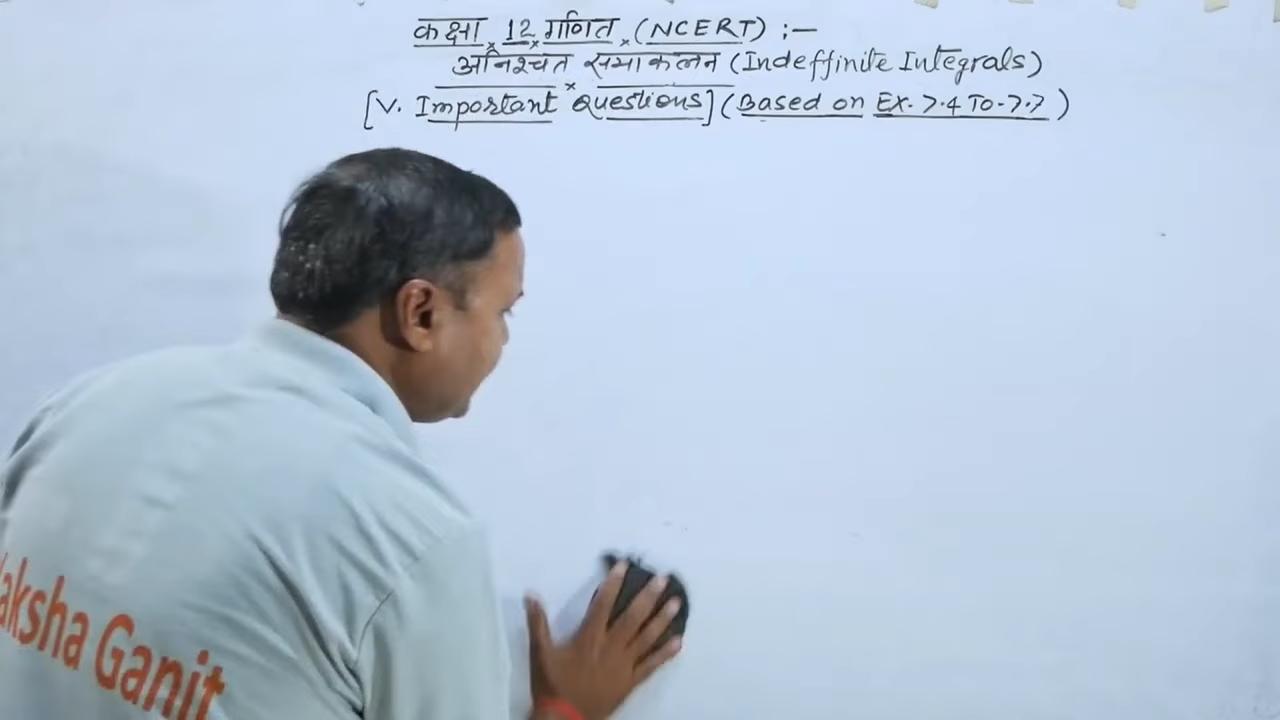 कक्षा 12 गणित (NCERT) :-
अनिश्चत समाकलन (Indeffinite Integrals)
[V. Important Questions] (Based on EX. 7.4 To-7.7)
aksha Ganit